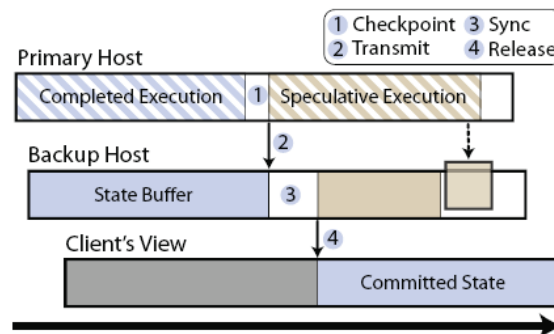 1 Checkpoint 3 Sync
2 Transmit 4 Release
Primary Host
Completed Execution 1 Speculative Execution
2
Backup Host
State Buffer 3
4
Client's View
Committed State